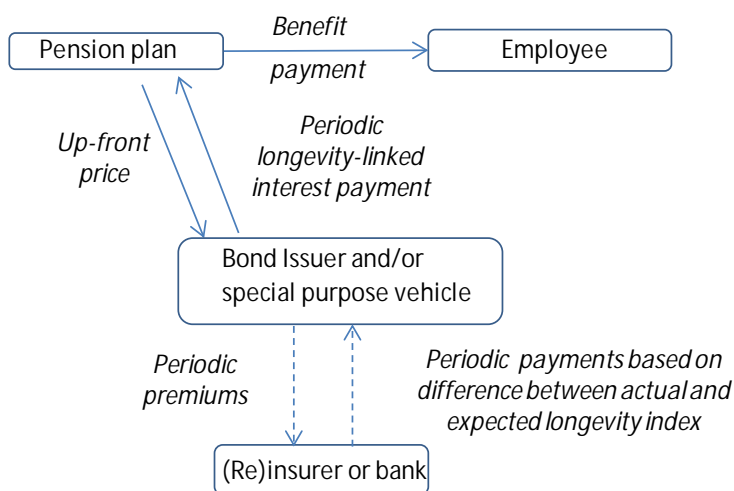 Pension plan
Benefit
payment
Employee
Up-front
price
Periodic
longevity-linked
interest payment
Bond Issuer and/or
special purpose vehicle
Periodic
premiums
Periodic payments based on
difference between actual and
expected longevity index
(Re)insurer or bank